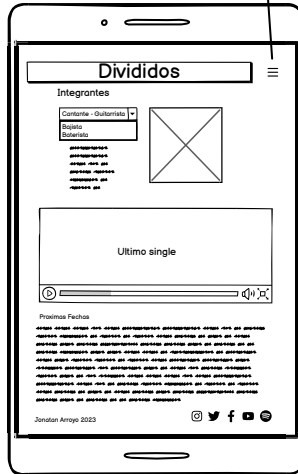 Divididos
Integrantes
Cantante - Guitarrista
Bajista
Baterista
Ultimo single
Proximas Fechas
Jonatan Arroyo 2023